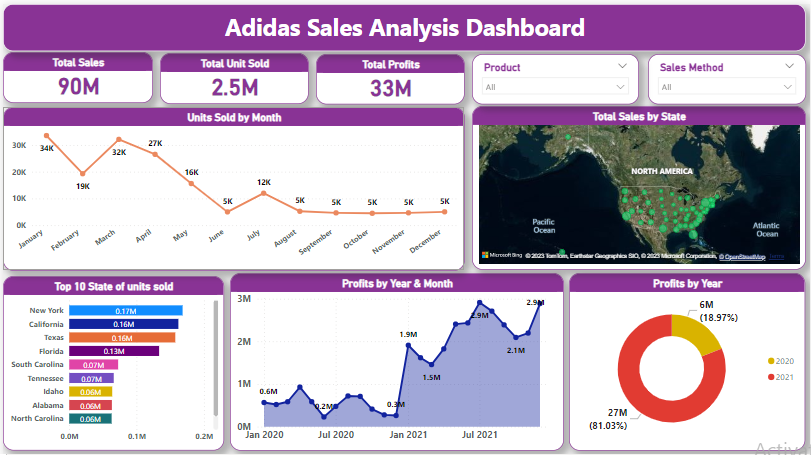 Adidas Sales Analysis Dashboard
Total Sales
90M
Total Unit Sold
2.5M
Total Profits
33M
Product
All
Sales Method
All
Units Sold by Month
30K
20K
10K
0K
34K
19K
32K
27K
16K
5K
12K
5K
5K
5K
5K
5K
January
February
March
April
May
June
July
August
September
October
November
December
Total Sales by State
NORTH AMERICA
Pacific
Ocean
Atlantic
Ocean
Microsoft Bing
© 2023 TomTom, Earthstar Geographics SIO, © 2023 Microsoft Corporation, © OpenStreetMap
Top 10 State of units sold
New York 0.17M
California 0.16M
Texas 0.16M
Florida 0.13M
South Carolina 0.07M
Tennessee 0.07M
Idaho 0.06M
Alabama 0.06M
North Carolina 0.06M
0.0M 0.1M 0.2M
Profits by Year & Month
3M
2M
1M
0M
0.6M
0.2M
0.3M
1.9M
1.5M
2.9M
2.1M
2.9M
Jan 2020 Jul 2020 Jan 2021 Jul 2021
Profits by Year
6M
(18.97%)
27M
(81.03%)
2020
2021